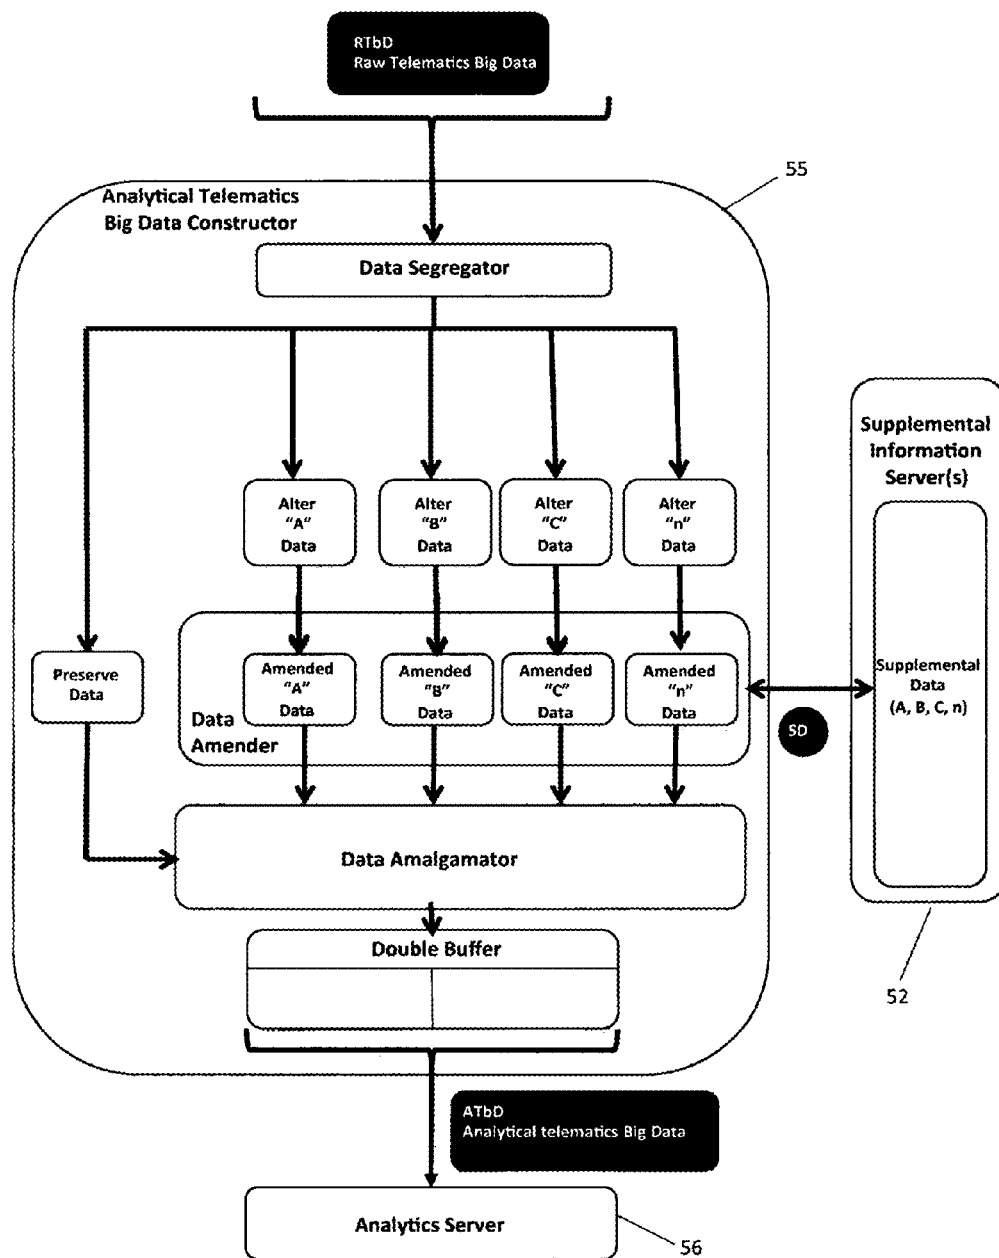 RTbD
Raw Telematics Big Data
55
Analytical Telematics
Big Data Constructor
Data Segregator
Supplemental
Information
Server(s)
Alter
"A"
Data
Alter
"B"
Data
Alter
"C"
Data
Alter
"n"
Data
Preserve
Data
Amended
"A"
Data
Amended
"B"
Data
Amended
"C"
Data
Amended
"n"
Data
Data
Amender
SD
Supplemental
Data
(A, B, C, n)
Data Amalgamator
Double Buffer
52
ATbD
Analytical telematics Big Data
Analytics Server
56